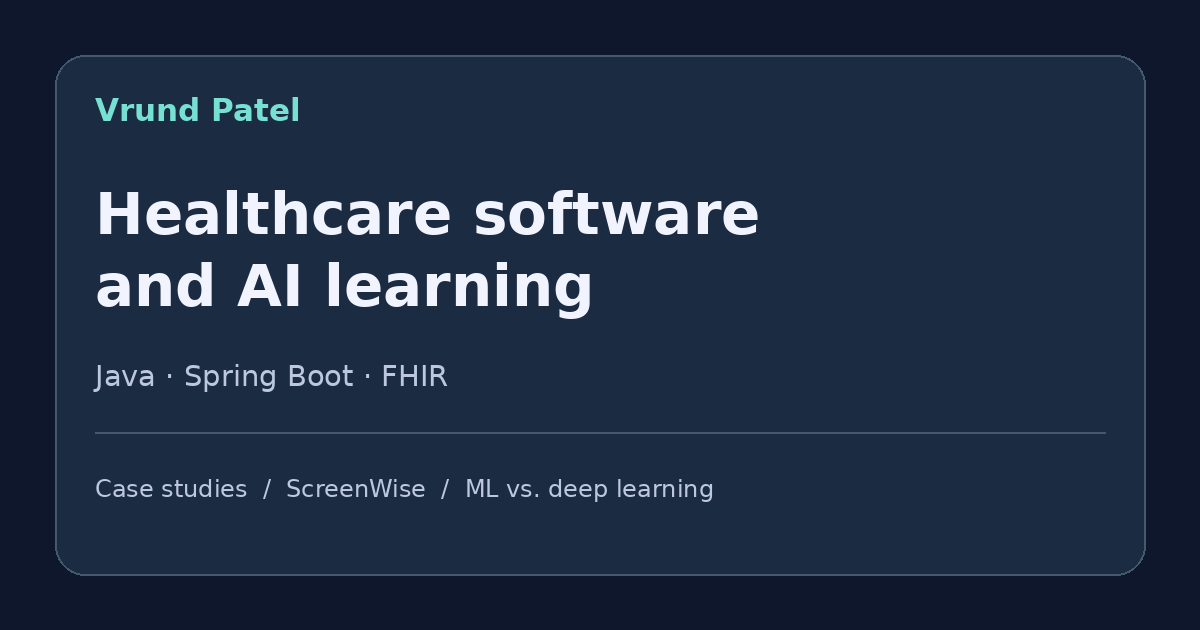 Vrund Patel
Healthcare software
and AI learning
Java · Spring Boot · FHIR
Case studies / ScreenWise / ML vs. deep learning